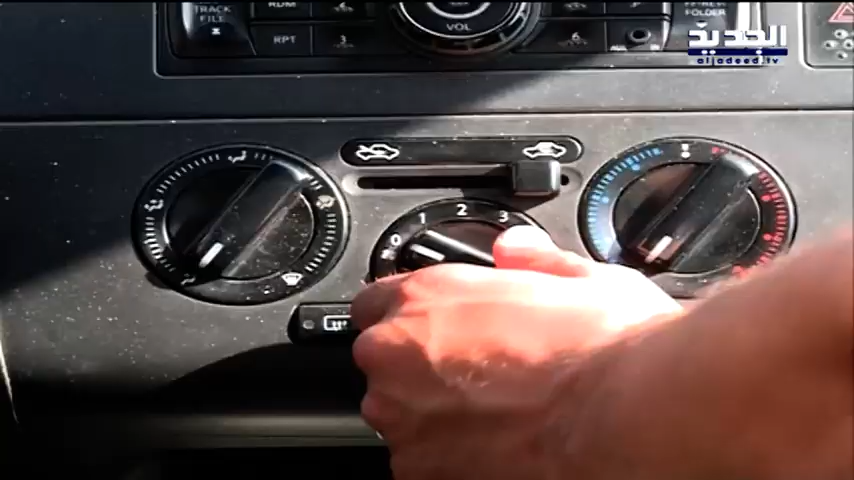 TRACK
FILE
RDM
RPT
3
VOL
6
FOLDER
الجديد
aljadeed.tv
0 1 2 3